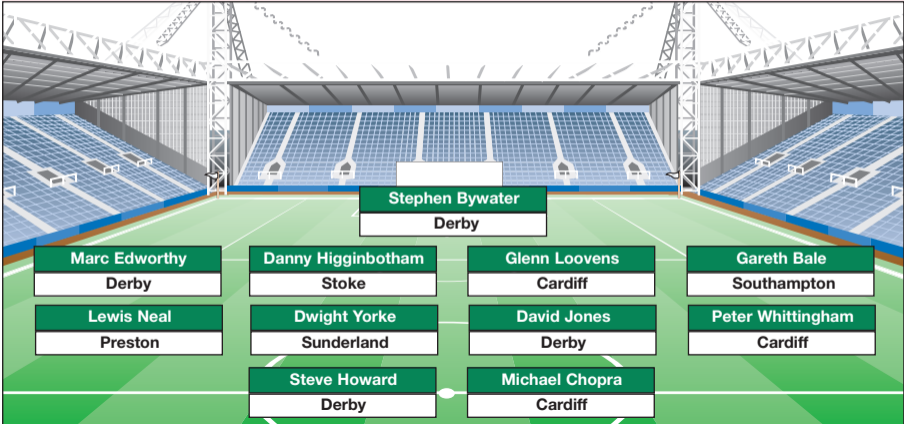 Stephen Bywater
Derby
Marc Edworthy
Derby
Danny Higginbotham
Stoke
Glenn Loovens
Cardiff
Gareth Bale
Southampton
Lewis Neal
Preston
Dwight Yorke
Sunderland
David Jones
Derby
Peter Whittingham
Cardiff
Steve Howard
Derby
Michael Chopra
Cardiff